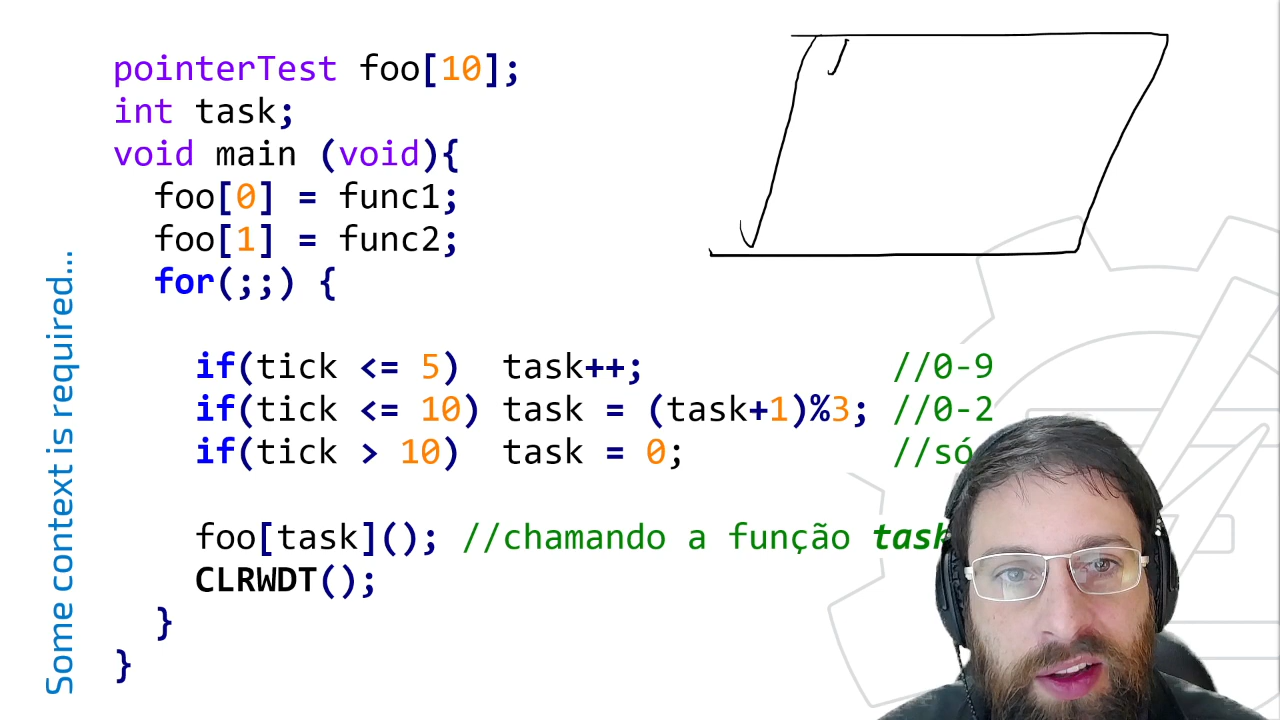 Some context is required...
pointerTest foo[10];
int task;
void main (void){
foo[0] = func1;
foo[1] = func2;
for(;;) {
if(tick <= 5) task++; //0-9
if(tick <= 10) task = (task+1)%3; //0-2
if(tick > 10) task = 0; //só
foo[task](); //chamando a função task
CLRWDT();
}
}